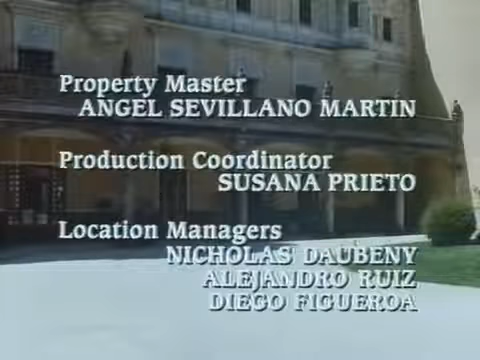 Property Master
ANGEL SEVILLANO MARTIN
Production Coordinator
SUSANA PRIETO
Location Managers
NICHOLAS DAUBENY
ALEJANDRO RUIZ
DIEGO FIGUEROA